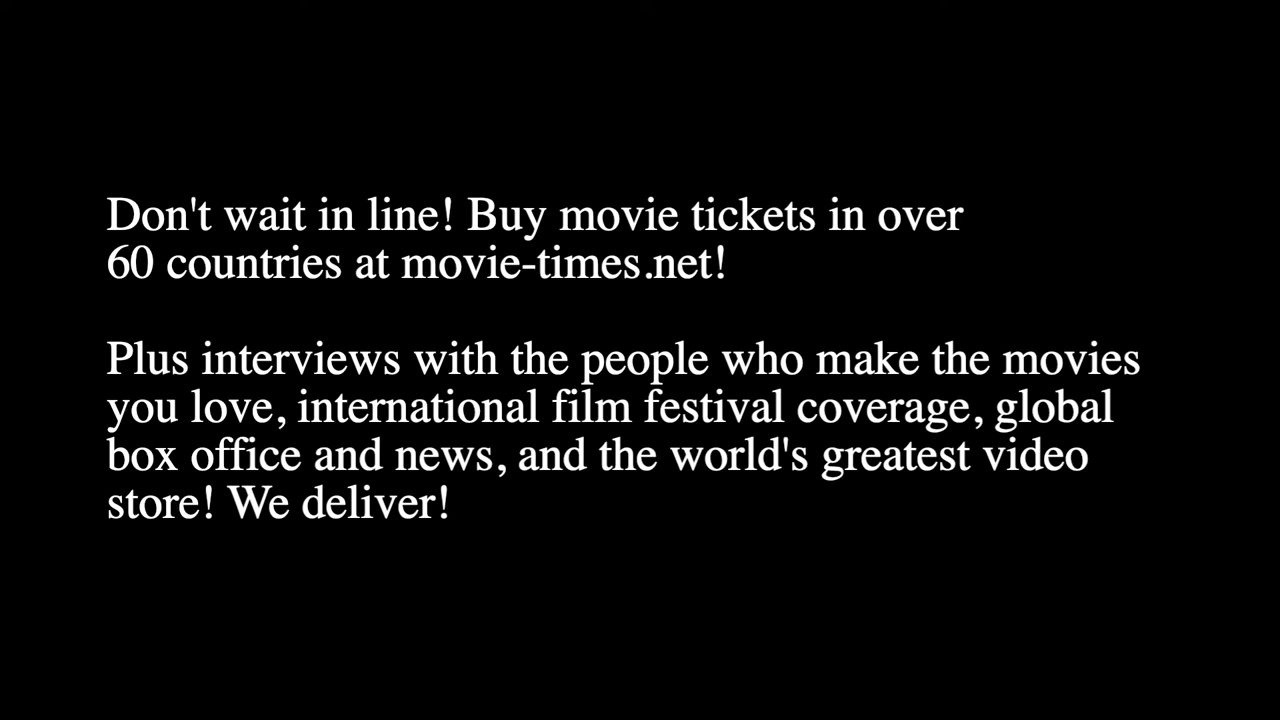 Don't wait in line! Buy movie tickets in over
60 countries at movie-times.net!
Plus interviews with the people who make the movies
you love, international film festival coverage, global
box office and news, and the world's greatest video
store! We deliver!